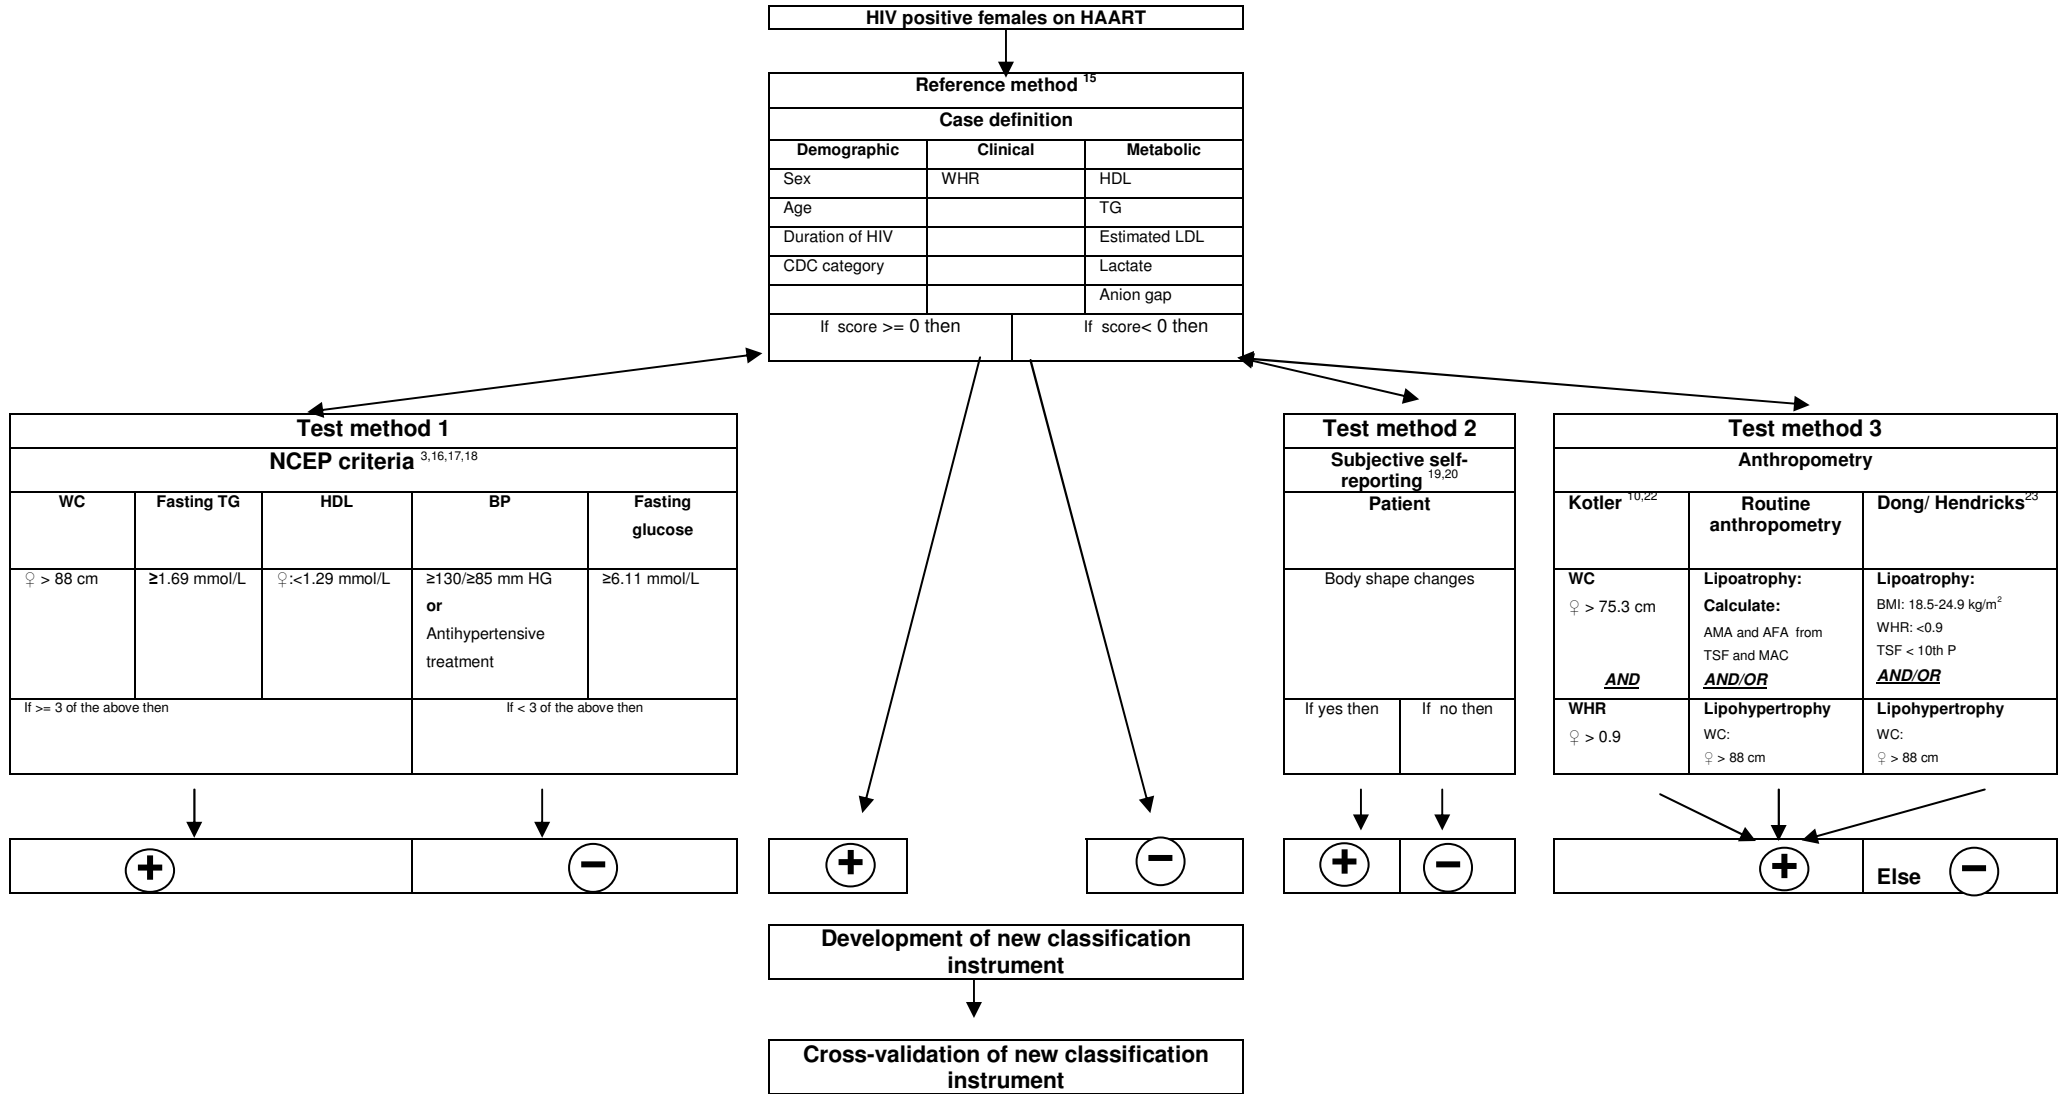 HIV positive females on HAART
Reference method 15
Case definition
Demographic Clinical Metabolic
Sex WHR HDL
Age TG
Duration of HIV Estimated LDL
CDC category Lactate
Anion gap
If score >= 0 then If score< 0 then
Test method 1
NCEP criteria 3,16,17,18
WC Fasting TG HDL BP Fasting
glucose
♀ > 88 cm ≥1.69 mmol/L ♀:<1.29 mmol/L ≥130/≥85 mm HG ≥6.11 mmol/L
or
Antihypertensive
treatment
If >= 3 of the above then If < 3 of the above then
+ −
+ −
Test method 2
Subjective self-
reporting 19,20
Patient
Body shape changes
If yes then If no then
+ −
Test method 3
Anthropometry
Kotler 10,22
WC
♀ > 75.3 cm
AND
WHR
♀ > 0.9
Routine
anthropometry
Lipoatrophy:
Calculate:
AMA and AFA from
TSF and MAC
AND/OR
Lipohypertrophy
WC:
♀ > 88 cm
Dong/ Hendricks23
Lipoatrophy:
BMI: 18.5-24.9 kg/m2
WHR: <0.9
TSF < 10th P
AND/OR
Lipohypertrophy
WC:
♀ > 88 cm
+ Else −
Development of new classification
instrument
Cross-validation of new classification
instrument